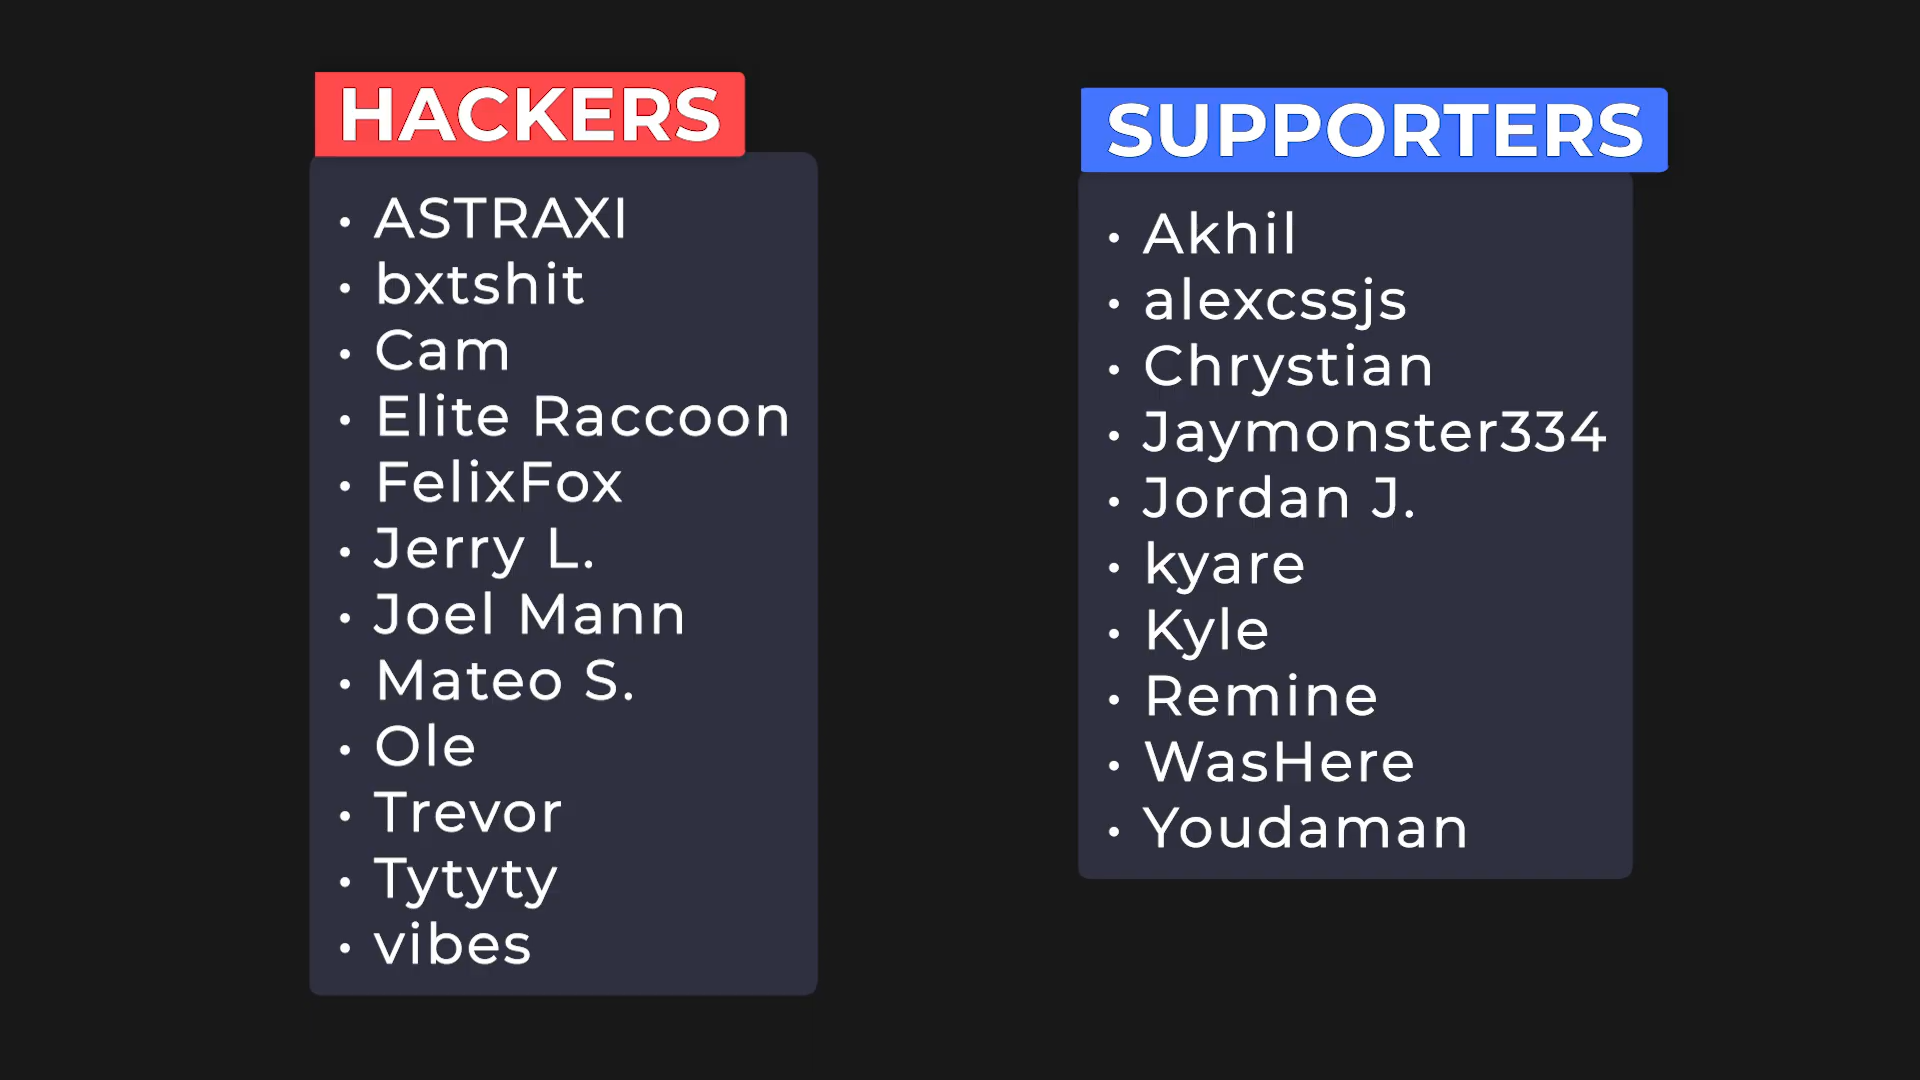 HACKERS
• ASTRAXI
• bxtshit
• Cam
• Elite Raccoon
• FelixFox
• Jerry L.
• Joel Mann
• Mateo S.
• Ole
• Trevor
• Tytyty
• vibes
SUPPORTERS
• Akhil
• alexcssjs
• Chrystian
• Jaymonster334
• Jordan J.
• kyare
• Kyle
• Remine
• WasHere
• Youdaman